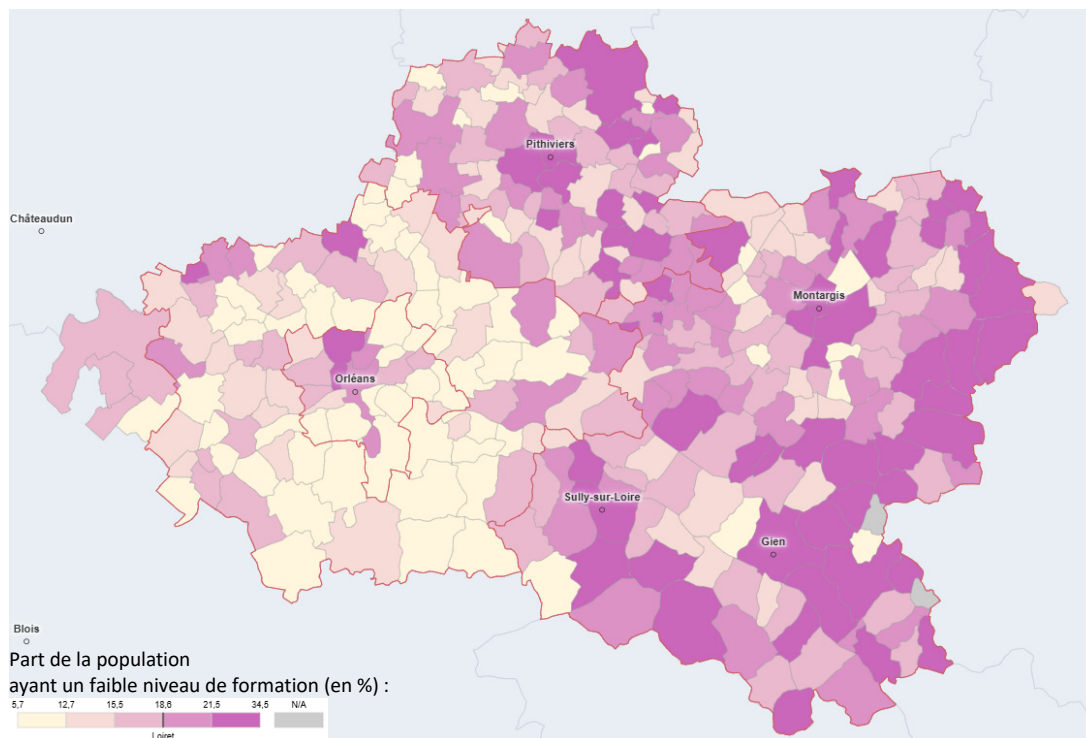 Pithiviers
Châteaudun
Montargis
Orléans
Sully-sur-Loire
Gien
Blois
Part de la population
ayant un faible niveau de formation (en %) :
5,7 12,7 15,5 18,6 21,5 34,5 N/A
Loiret